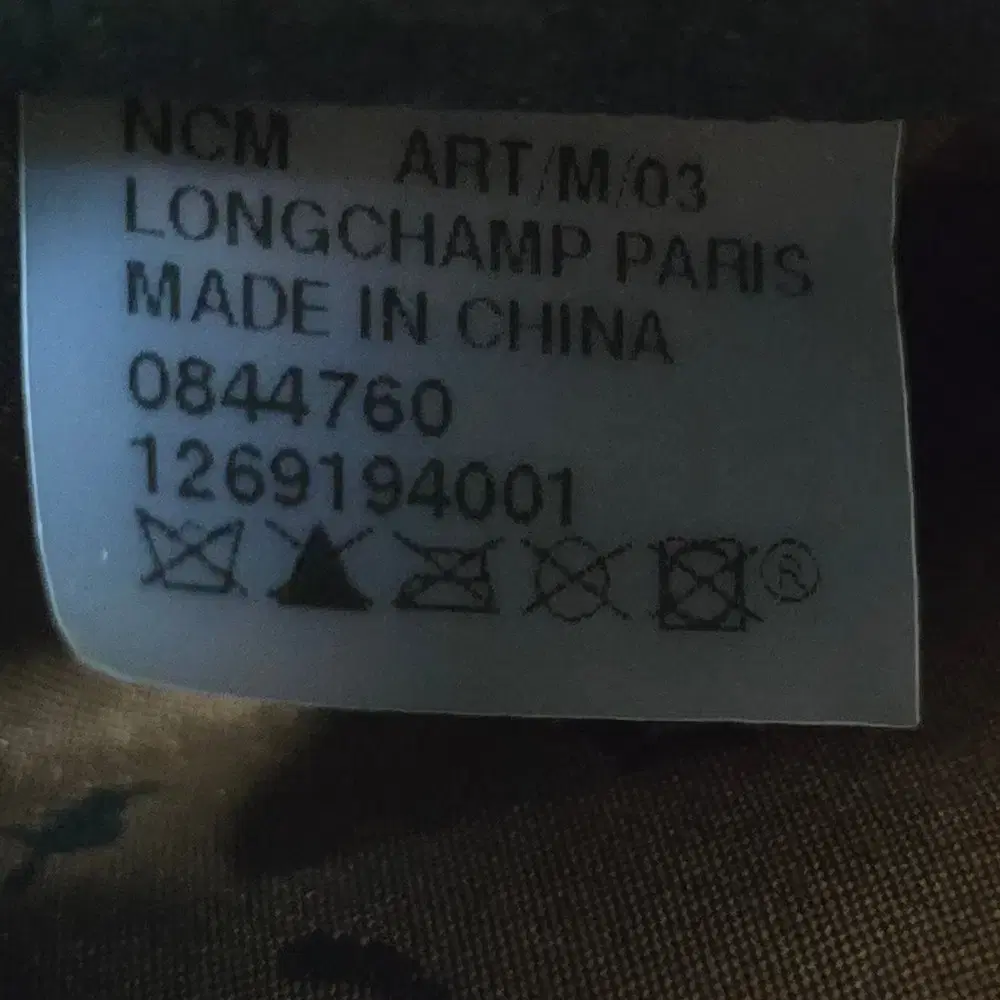 NCM ART/M/03
LONGCHAMP PARIS
MADE IN CHINA
0844760
1269194001
®